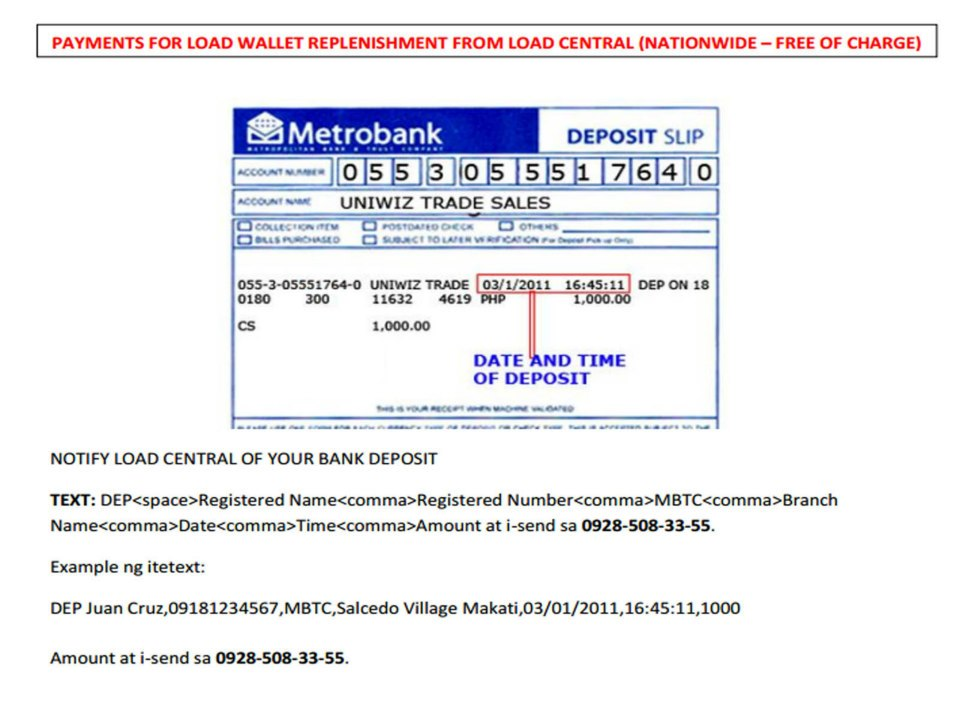 PAYMENTS FOR LOAD WALLET REPLENISHMENT FROM LOAD CENTRAL (NATIONWIDE – FREE OF CHARGE)
Metrobank
METROPOLITAN BANK & TRUST COMPANY
DEPOSIT SLIP
ACCOUNT NUMBER 0 5 5 3 0 5 5 5 1 7 6 4 0
ACCOUNT NAME UNIWIZ TRADE SALES
COLLECTION ITEM POSTDATED CHECK OTHERS
BILLS PURCHASED SUBJECT TO LATER VERIFICATION (For Deposit Pick up Only)
055-3-05551764-0 UNIWIZ TRADE 03/1/2011 16:45:11 DEP ON 18
0180 300 11632 4619 PHP 1,000.00
CS 1,000.00
DATE AND TIME
OF DEPOSIT
THIS IS YOUR RECEIPT WHEN MACHINE VALIDATED
NOTIFY LOAD CENTRAL OF YOUR BANK DEPOSIT
TEXT: DEP<space>Registered Name<comma>Registered Number<comma>MBTC<comma>Branch
Name<comma>Date<comma>Time<comma>Amount at i-send sa 0928-508-33-55.
Example ng itetext:
DEP Juan Cruz,09181234567,MBTC,Salcedo Village Makati,03/01/2011,16:45:11,1000
Amount at i-send sa 0928-508-33-55.